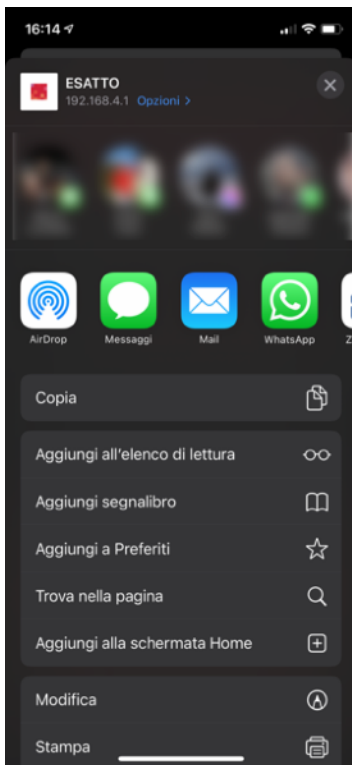 16:14
ESATTO
192.168.4.1 Opzioni >
AirDrop
Messaggi
Mail
WhatsApp
Copia
Aggiungi all'elenco di lettura
Aggiungi segnalibro
Aggiungi a Preferiti
Trova nella pagina
Aggiungi alla schermata Home
Modifica
Stampa